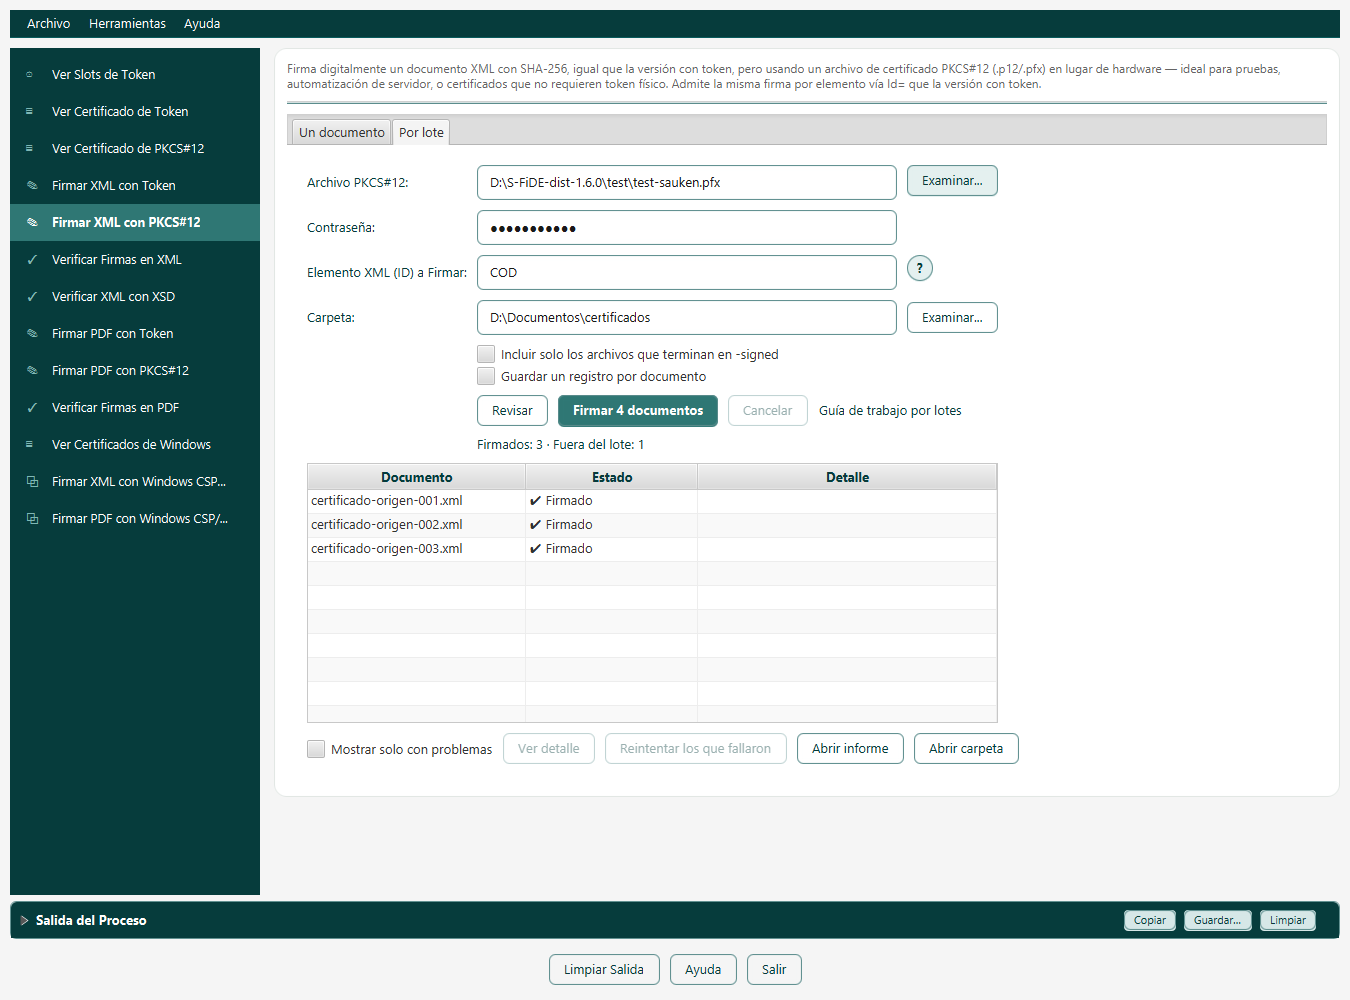 Archivo Herramientas Ayuda
Ver Slots de Token
Ver Certificado de Token
Ver Certificado de PKCS#12
Firmar XML con Token
Firmar XML con PKCS#12
Verificar Firmas en XML
Verificar XML con XSD
Firmar PDF con Token
Firmar PDF con PKCS#12
Verificar Firmas en PDF
Ver Certificados de Windows
Firmar XML con Windows CSP...
Firmar PDF con Windows CSP/...
Firma digitalmente un documento XML con SHA-256, igual que la versión con token, pero usando un archivo de certificado PKCS#12 (.p12/.pfx) en lugar de hardware — ideal para pruebas,
automatización de servidor, o certificados que no requieren token físico. Admite la misma firma por elemento vía Id= que la versión con token.
Un documento Por lote
Archivo PKCS#12: D:\S-FiDE-dist-1.6.0\test\test-sauken.pfx Examinar...
Contraseña: ●●●●●●●●●●●
Elemento XML (ID) a Firmar: COD ?
Carpeta: D:\Documentos\certificados Examinar...
Incluir solo los archivos que terminan en -signed
Guardar un registro por documento
Revisar Firmar 4 documentos Cancelar Guía de trabajo por lotes
Firmados: 3 · Fuera del lote: 1
Documento Estado Detalle
certificado-origen-001.xml ✔ Firmado
certificado-origen-002.xml ✔ Firmado
certificado-origen-003.xml ✔ Firmado
Mostrar solo con problemas Ver detalle Reintentar los que fallaron Abrir informe Abrir carpeta
Salida del Proceso Copiar Guardar... Limpiar
Limpiar Salida Ayuda Salir